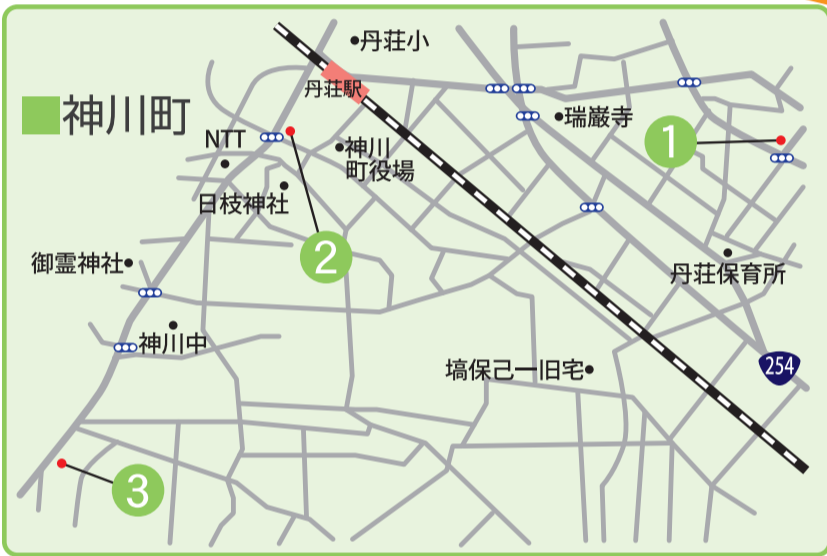 丹荘小
丹荘駅
神川町
瑞巌寺
1
NTT
神川
町役場
日枝神社
2
御霊神社
丹荘保育所
神川中
塙保己一旧宅
254
3